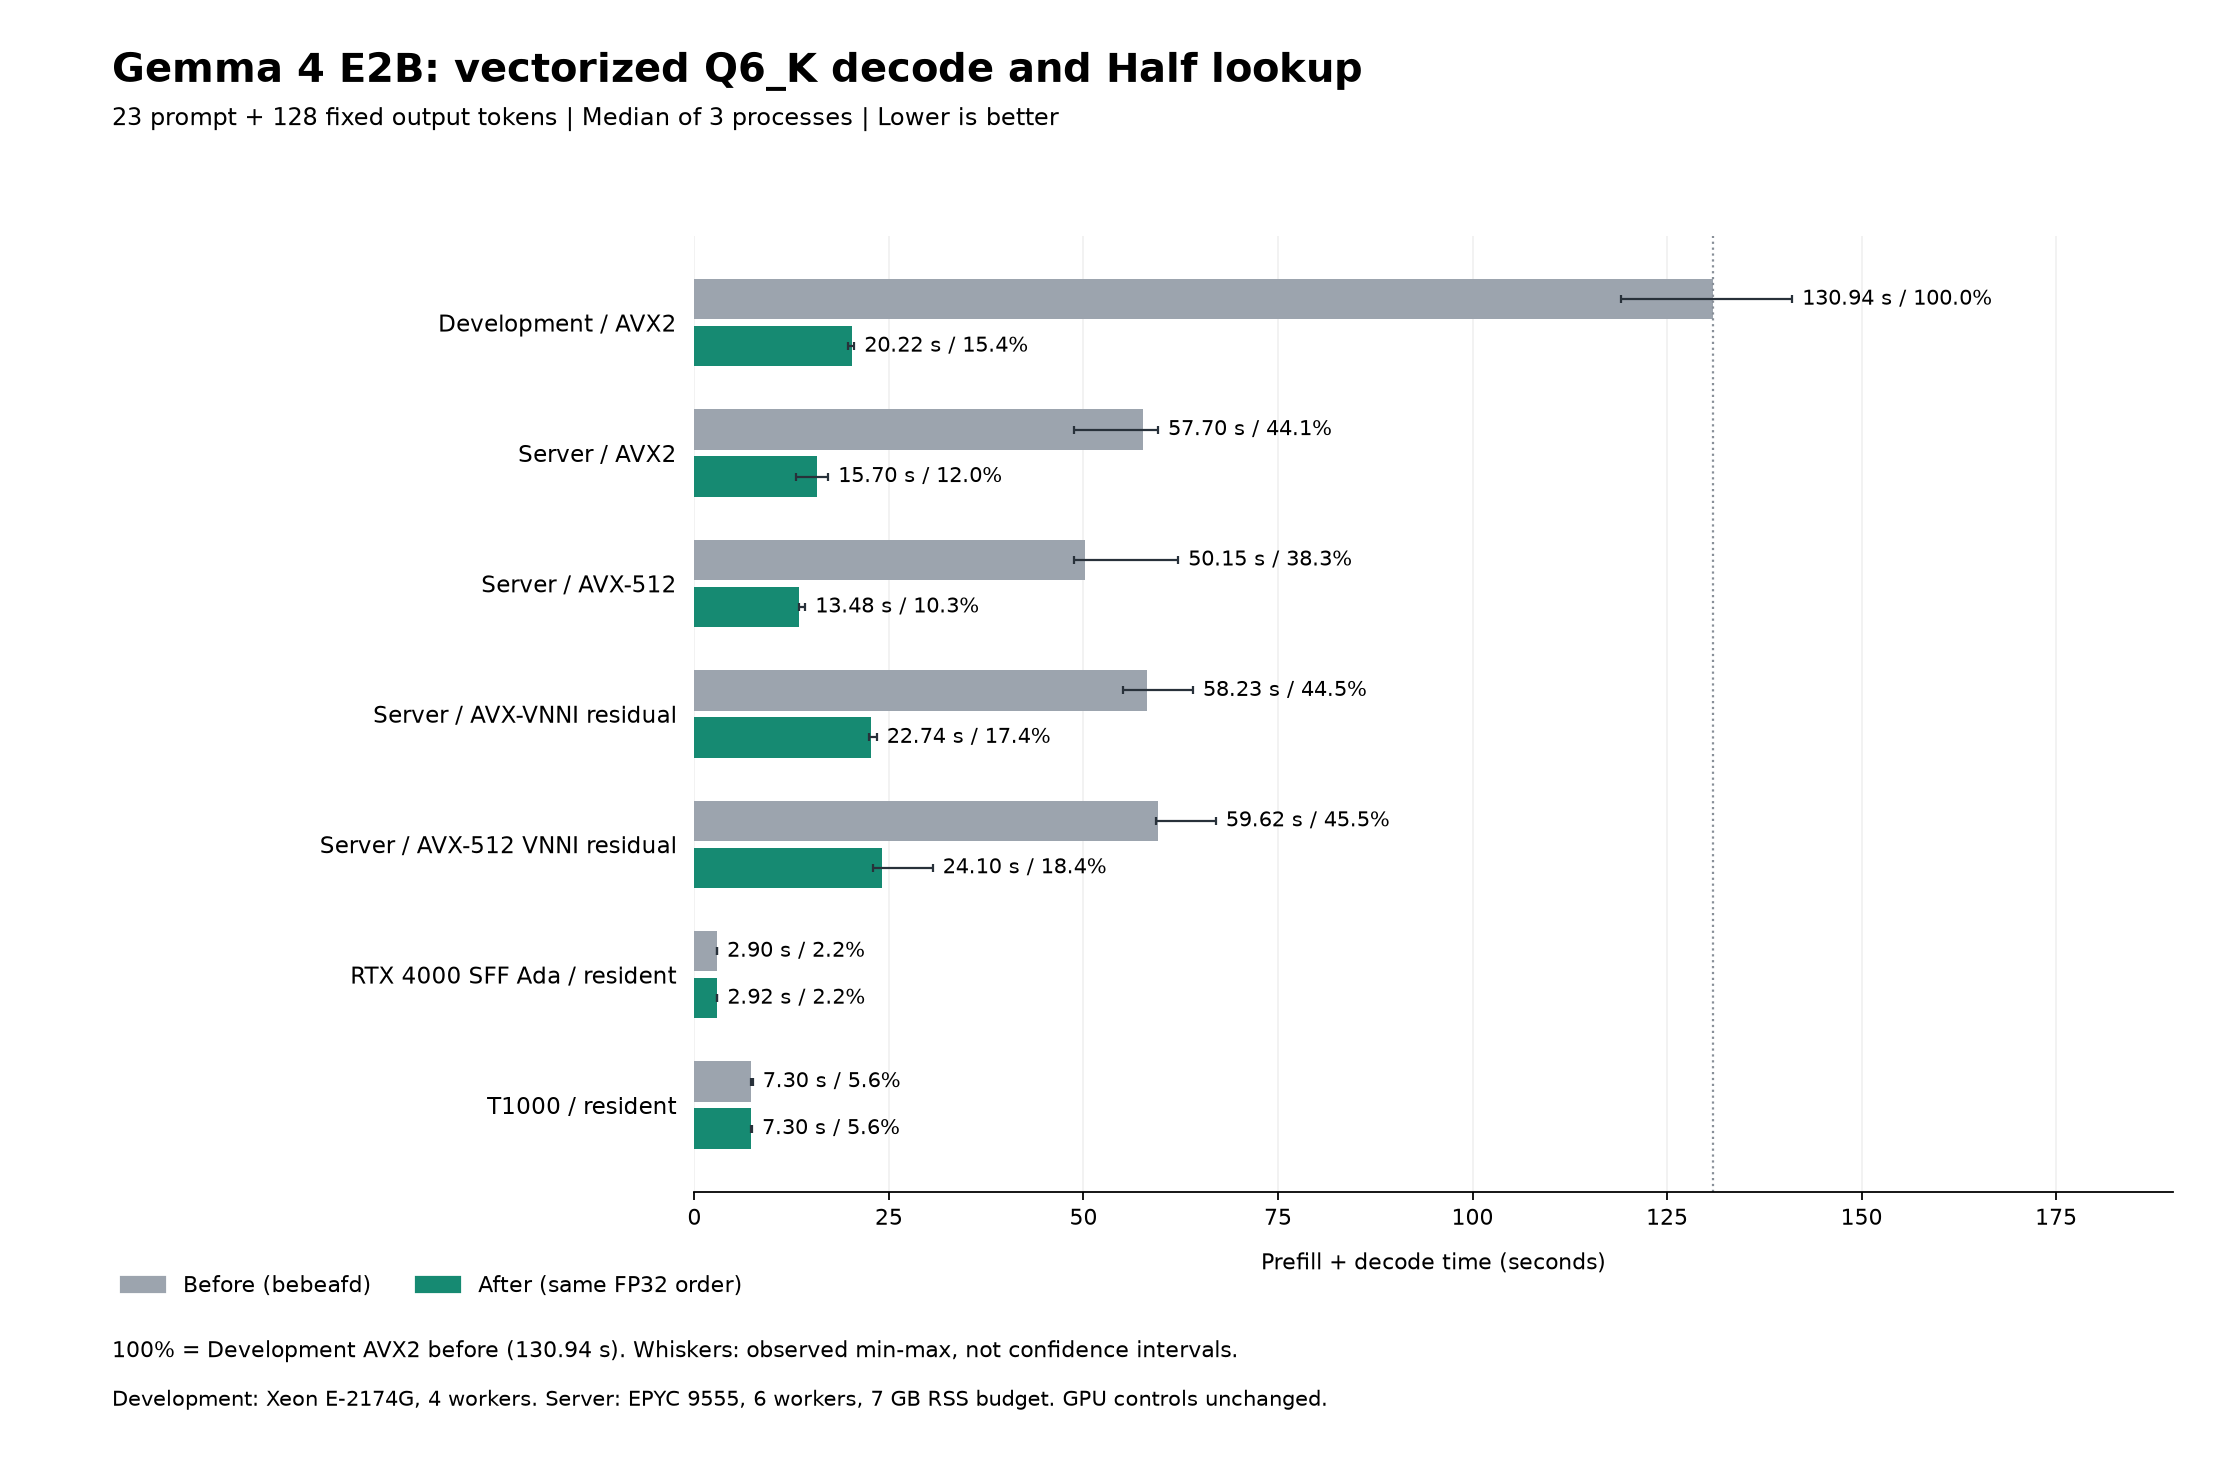 Gemma 4 E2B: vectorized Q6_K decode and Half lookup
23 prompt + 128 fixed output tokens | Median of 3 processes | Lower is better
130.94 s / 100.0%
Development / AVX2
20.22 s / 15.4%
57.70 s / 44.1%
Server / AVX2
15.70 s / 12.0%
50.15 s / 38.3%
Server / AVX-512
13.48 s / 10.3%
58.23 s / 44.5%
Server / AVX-VNNI residual
22.74 s / 17.4%
59.62 s / 45.5%
Server / AVX-512 VNNI residual
24.10 s / 18.4%
2.90 s / 2.2%
RTX 4000 SFF Ada / resident
2.92 s / 2.2%
7.30 s / 5.6%
T1000 / resident
7.30 s / 5.6%
0 25 50 75 100 125 150 175
Prefill + decode time (seconds)
Before (bebeafd) After (same FP32 order)
100% = Development AVX2 before (130.94 s). Whiskers: observed min-max, not confidence intervals.
Development: Xeon E-2174G, 4 workers. Server: EPYC 9555, 6 workers, 7 GB RSS budget. GPU controls unchanged.